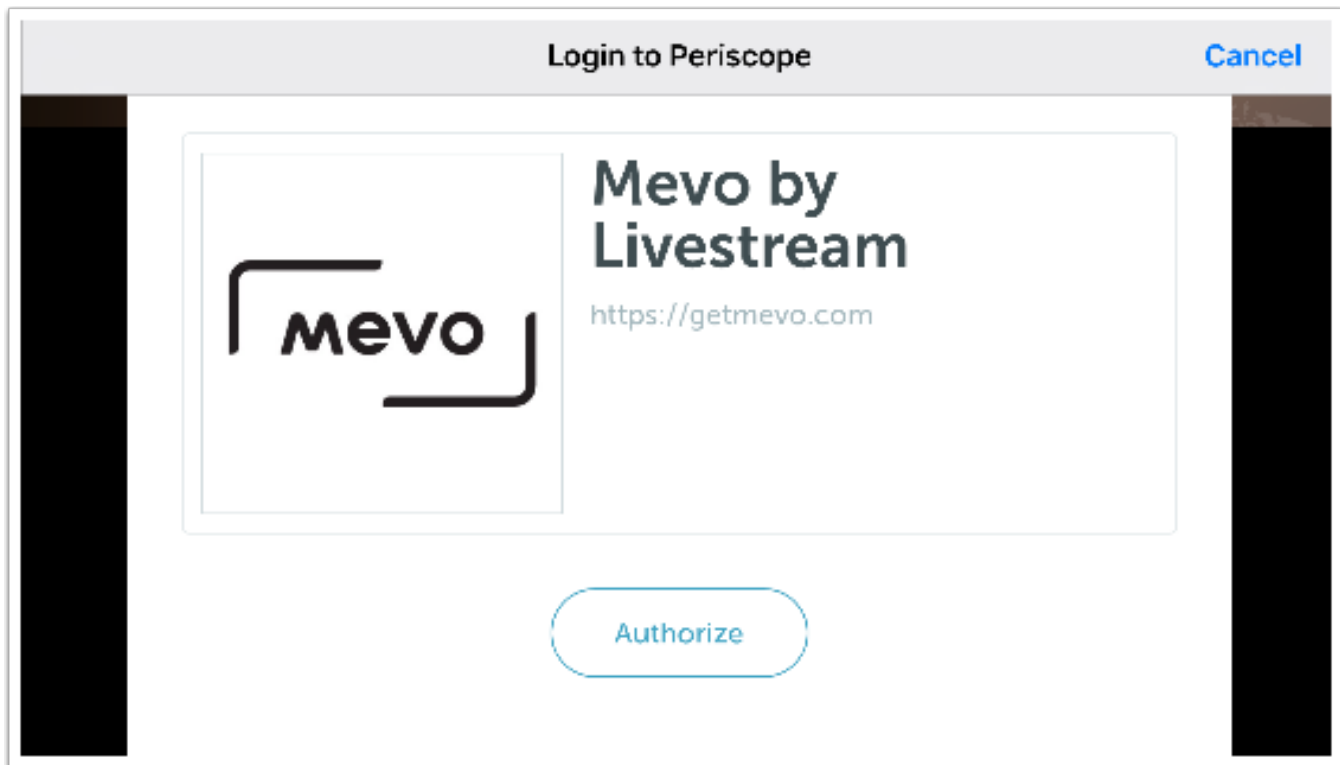 Login to Periscope
Cancel
Mevo by
Livestream
https://getmevo.com
mevo
Authorize